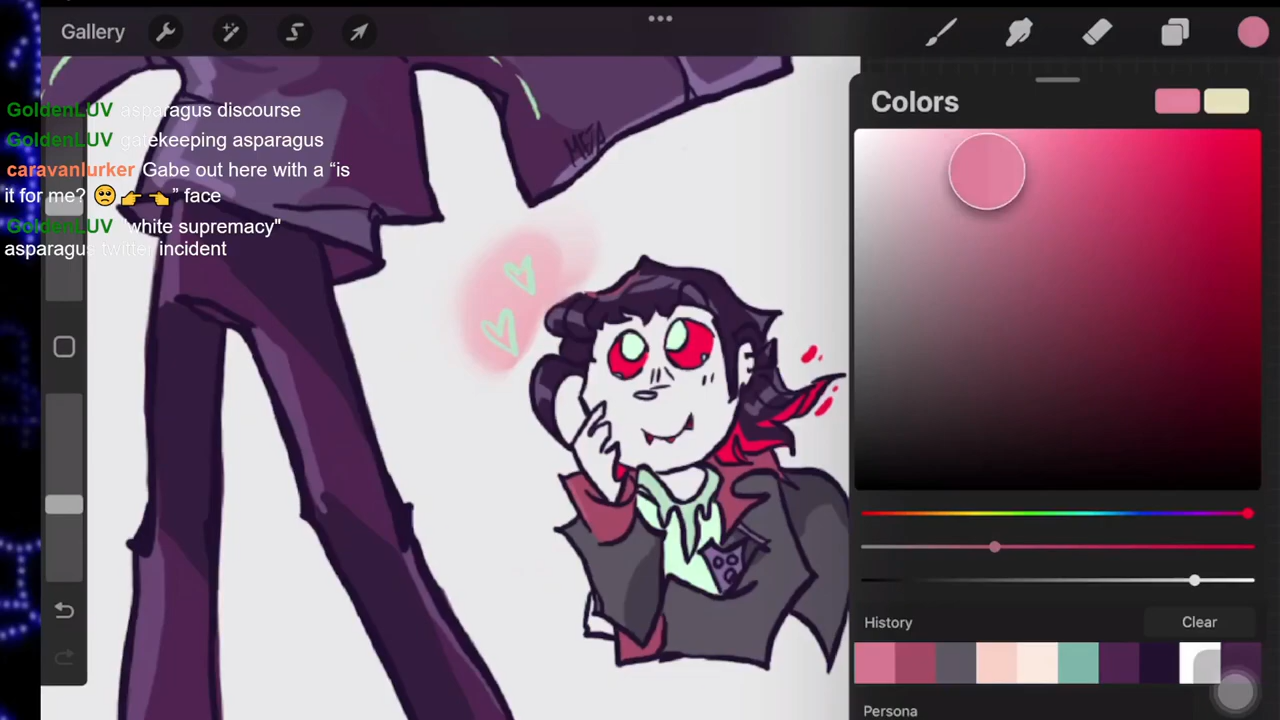 Gallery
GoldenLUV asparagus discourse
GoldenLUV gatekeeping asparagus
caravanlurker Gabe out here with a “is
it for me? 🥺👉👈” face
GoldenLUV "white supremacy"
asparagus twitter incident
Colors
History
Clear
Persona